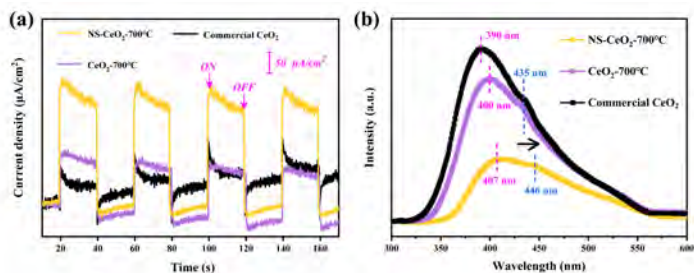 (a)
NS-CeO₂-700°C
Commercial CeO₂
CeO₂-700°C
50 μA/cm²
ON
OFF
Current density (μA/cm²)
20 40 60 80 100 120 140 160
Time (s)
(b)
390 nm
435 nm
400 nm
407 nm
446 nm
NS-CeO₂-700°C
CeO₂-700°C
Commercial CeO₂
Intensity (a.u.)
300 350 400 450 500 550 600
Wavelength (nm)